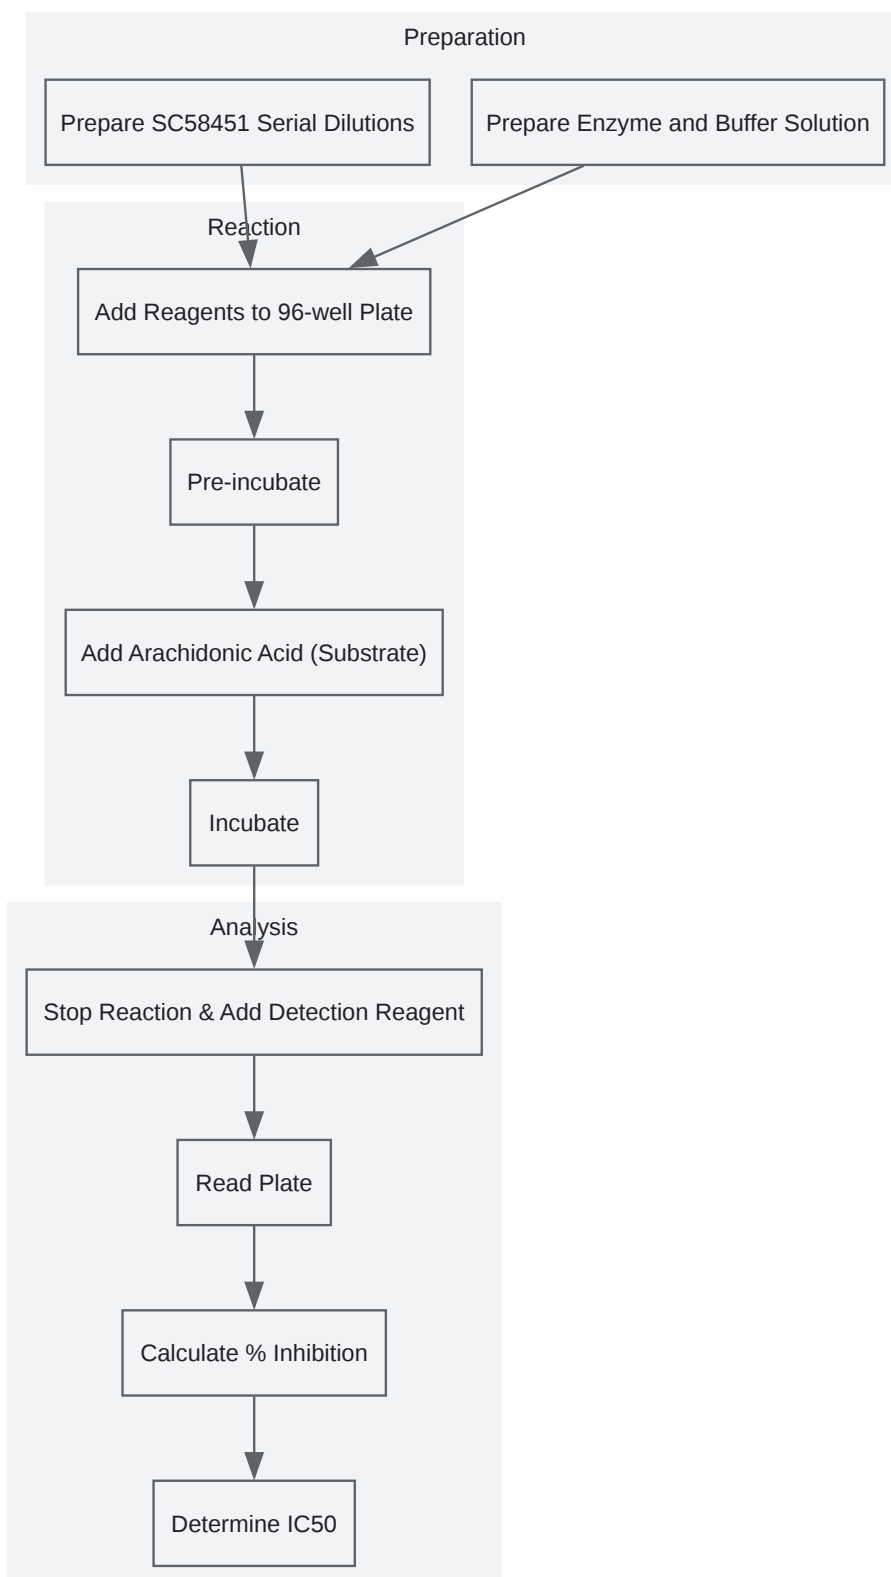 Preparation
Prepare SC58451 Serial Dilutions
Prepare Enzyme and Buffer Solution
Reaction
Add Reagents to 96-well Plate
Pre-incubate
Add Arachidonic Acid (Substrate)
Incubate
Analysis
Stop Reaction & Add Detection Reagent
Read Plate
Calculate % Inhibition
Determine IC50